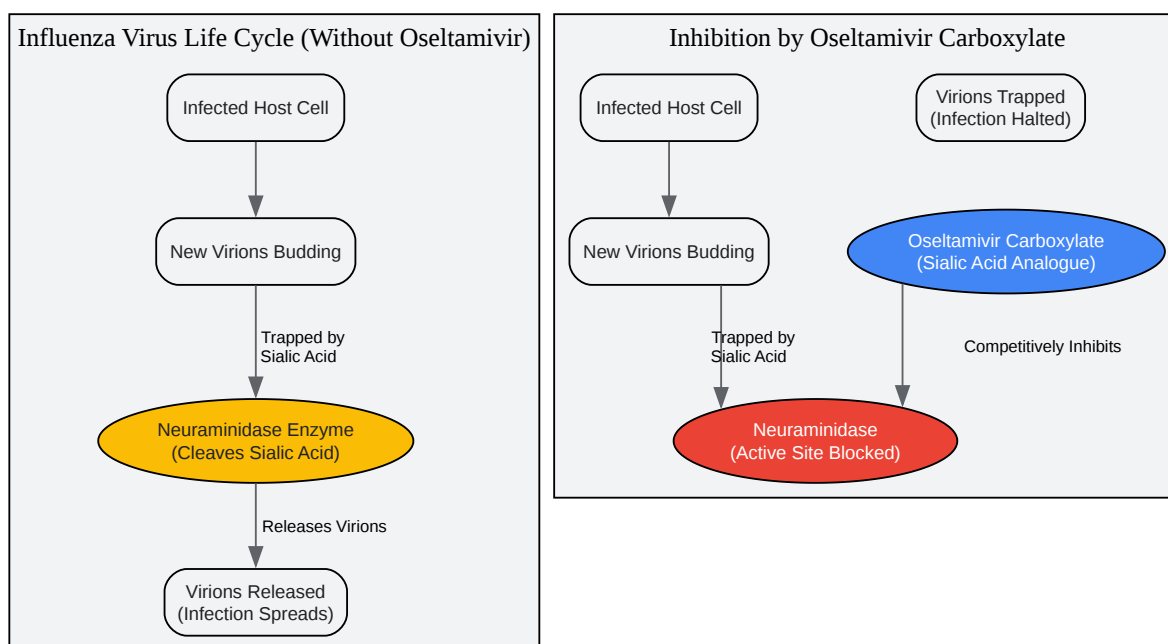 Influenza Virus Life Cycle (Without Oseltamivir)
Infected Host Cell
New Virions Budding
Trapped by
Sialic Acid
Neuraminidase Enzyme
(Cleaves Sialic Acid)
Releases Virions
Virions Released
(Infection Spreads)
Inhibition by Oseltamivir Carboxylate
Infected Host Cell
Virions Trapped
(Infection Halted)
New Virions Budding
Oseltamivir Carboxylate
(Sialic Acid Analogue)
Trapped by
Sialic Acid
Competitively Inhibits
Neuraminidase
(Active Site Blocked)